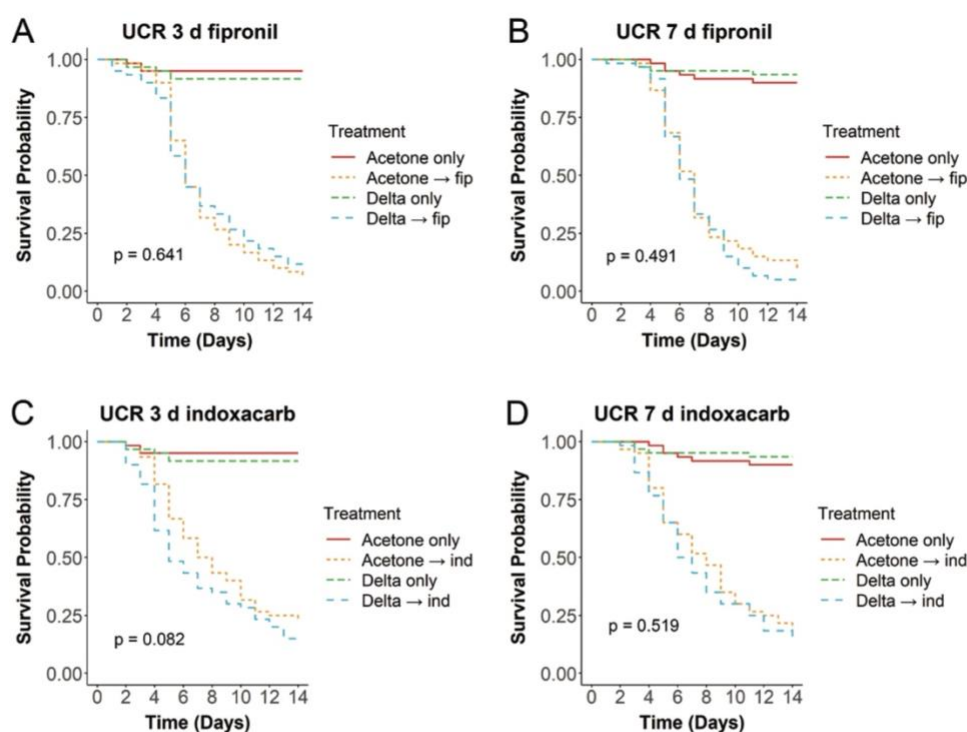 A
UCR 3 d fipronil
Survival Probability
1.00
0.75
0.50
0.25
0.00
p = 0.641
0 2 4 6 8 10 12 14
Time (Days)
Treatment
Acetone only
Acetone → fip
Delta only
Delta → fip
B
UCR 7 d fipronil
Survival Probability
1.00
0.75
0.50
0.25
0.00
p = 0.491
0 2 4 6 8 10 12 14
Time (Days)
Treatment
Acetone only
Acetone → fip
Delta only
Delta → fip
C
UCR 3 d indoxacarb
Survival Probability
1.00
0.75
0.50
0.25
0.00
p = 0.082
0 2 4 6 8 10 12 14
Time (Days)
Treatment
Acetone only
Acetone → ind
Delta only
Delta → ind
D
UCR 7 d indoxacarb
Survival Probability
1.00
0.75
0.50
0.25
0.00
p = 0.519
0 2 4 6 8 10 12 14
Time (Days)
Treatment
Acetone only
Acetone → ind
Delta only
Delta → ind